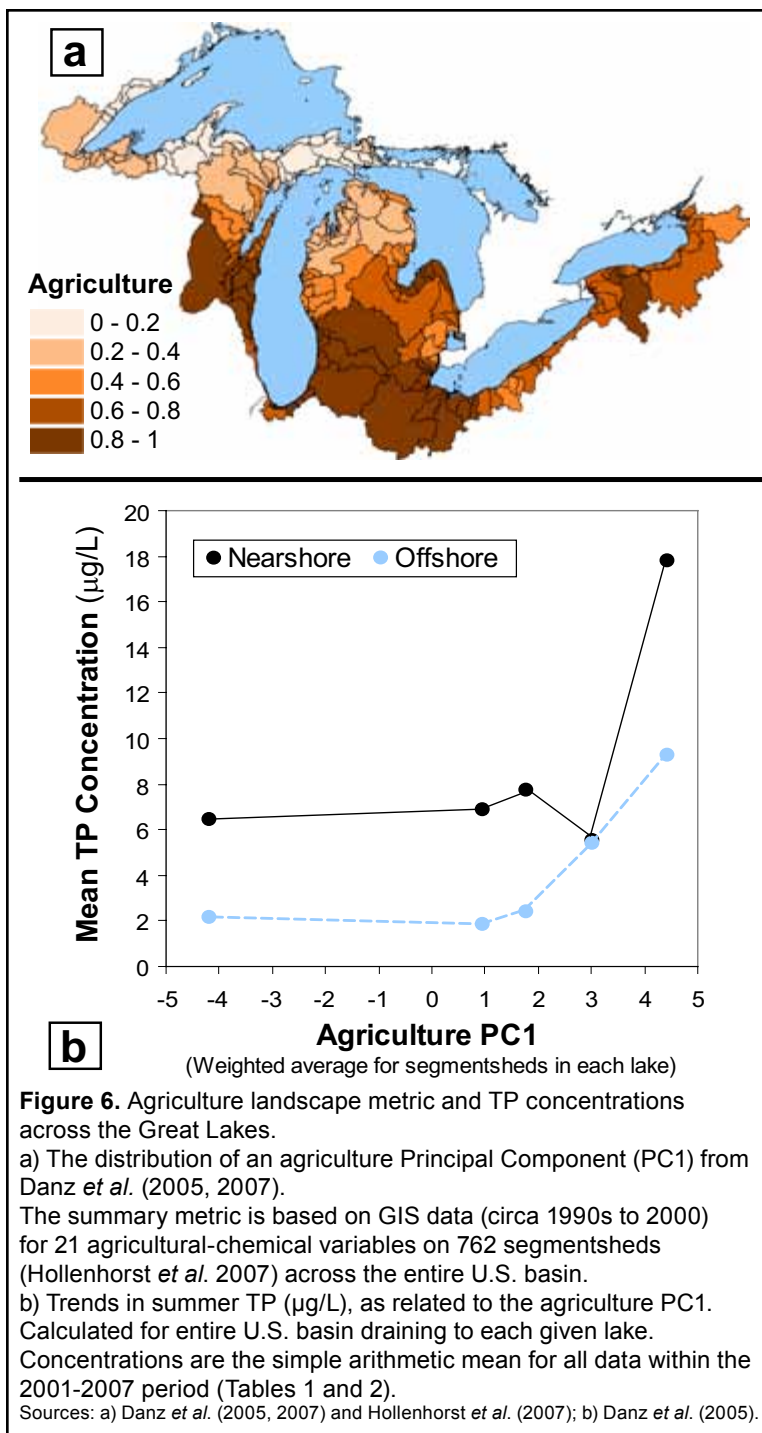 a
Agriculture
0 - 0.2
0.2 - 0.4
0.4 - 0.6
0.6 - 0.8
0.8 - 1
20
18
16
14
12
10
8
6
4
2
0
Mean TP Concentration (µg/L)
Nearshore Offshore
-5 -4 -3 -2 -1 0 1 2 3 4 5
Agriculture PC1
(Weighted average for segmentsheds in each lake)
b
Figure 6. Agriculture landscape metric and TP concentrations
across the Great Lakes.
a) The distribution of an agriculture Principal Component (PC1) from
Danz et al. (2005, 2007).
The summary metric is based on GIS data (circa 1990s to 2000)
for 21 agricultural-chemical variables on 762 segmentsheds
(Hollenhorst et al. 2007) across the entire U.S. basin.
b) Trends in summer TP (µg/L), as related to the agriculture PC1.
Calculated for entire U.S. basin draining to each given lake.
Concentrations are the simple arithmetic mean for all data within the
2001-2007 period (Tables 1 and 2).
Sources: a) Danz et al. (2005, 2007) and Hollenhorst et al. (2007); b) Danz et al. (2005).